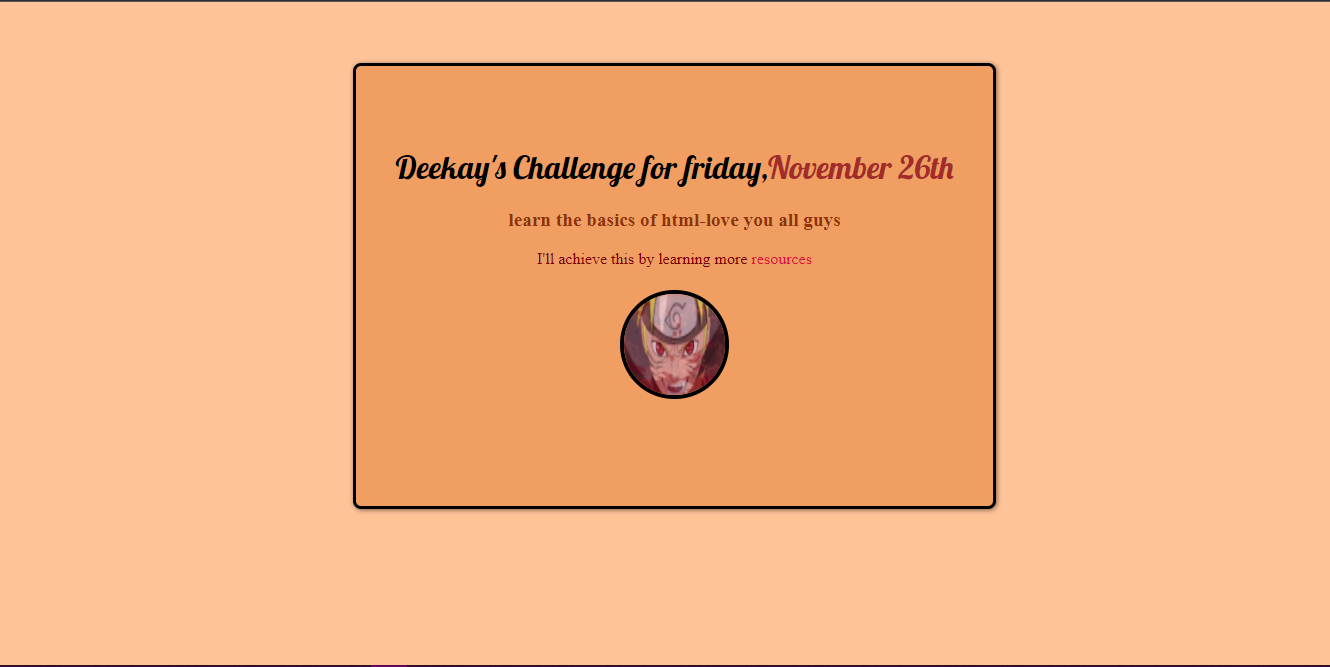 Deekay's Challenge for friday,November 26th
learn the basics of html-love you all guys
I'll achieve this by learning more resources